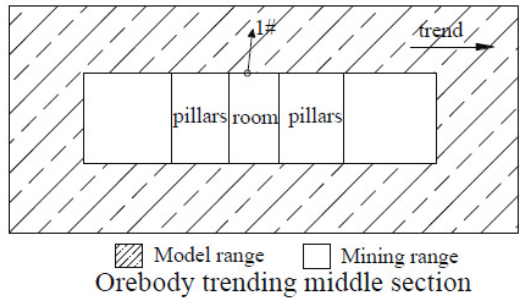 1#
trend
pillars room pillars
Model range Mining range
Orebody trending middle section